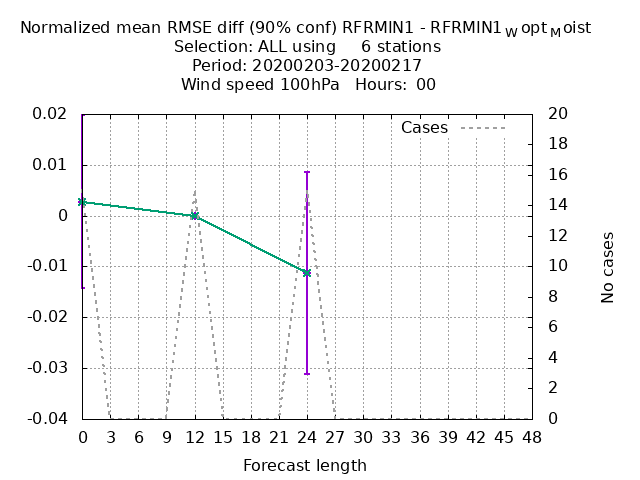 Normalized mean RMSE diff (90% conf) RFRMIN1 - RFRMIN1WoptMoist
Selection: ALL using 6 stations
Period: 20200203-20200217
Wind speed 100hPa Hours: 00
Cases
0.02
0.01
0
-0.01
-0.02
-0.03
-0.04
20
18
16
14
12
10
8
6
4
2
0
No cases
0 3 6 9 12 15 18 21 24 27 30 33 36 39 42 45 48
Forecast length